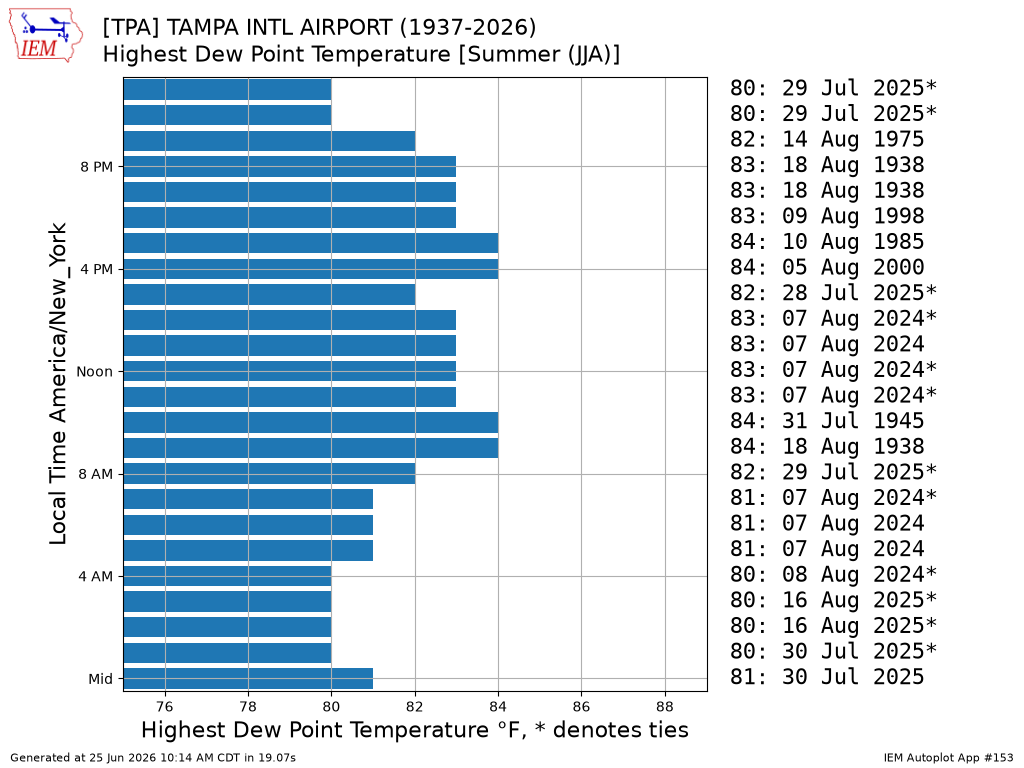 IEM
[TPA] TAMPA INTL AIRPORT (1937-2026)
Highest Dew Point Temperature [Summer (JJA)]
80: 29 Jul 2025*
80: 29 Jul 2025*
82: 14 Aug 1975
8 PM
83: 18 Aug 1938
83: 18 Aug 1938
83: 09 Aug 1998
84: 10 Aug 1985
4 PM
84: 05 Aug 2000
82: 28 Jul 2025*
83: 07 Aug 2024*
83: 07 Aug 2024
Noon
83: 07 Aug 2024*
83: 07 Aug 2024*
84: 31 Jul 1945
84: 18 Aug 1938
8 AM
82: 29 Jul 2025*
81: 07 Aug 2024*
81: 07 Aug 2024
81: 07 Aug 2024
4 AM
80: 08 Aug 2024*
80: 16 Aug 2025*
80: 16 Aug 2025*
80: 30 Jul 2025*
Mid
81: 30 Jul 2025
Local Time America/New_York
76 78 80 82 84 86 88
Highest Dew Point Temperature °F, * denotes ties
Generated at 25 Jun 2026 10:14 AM CDT in 19.07s
IEM Autoplot App #153